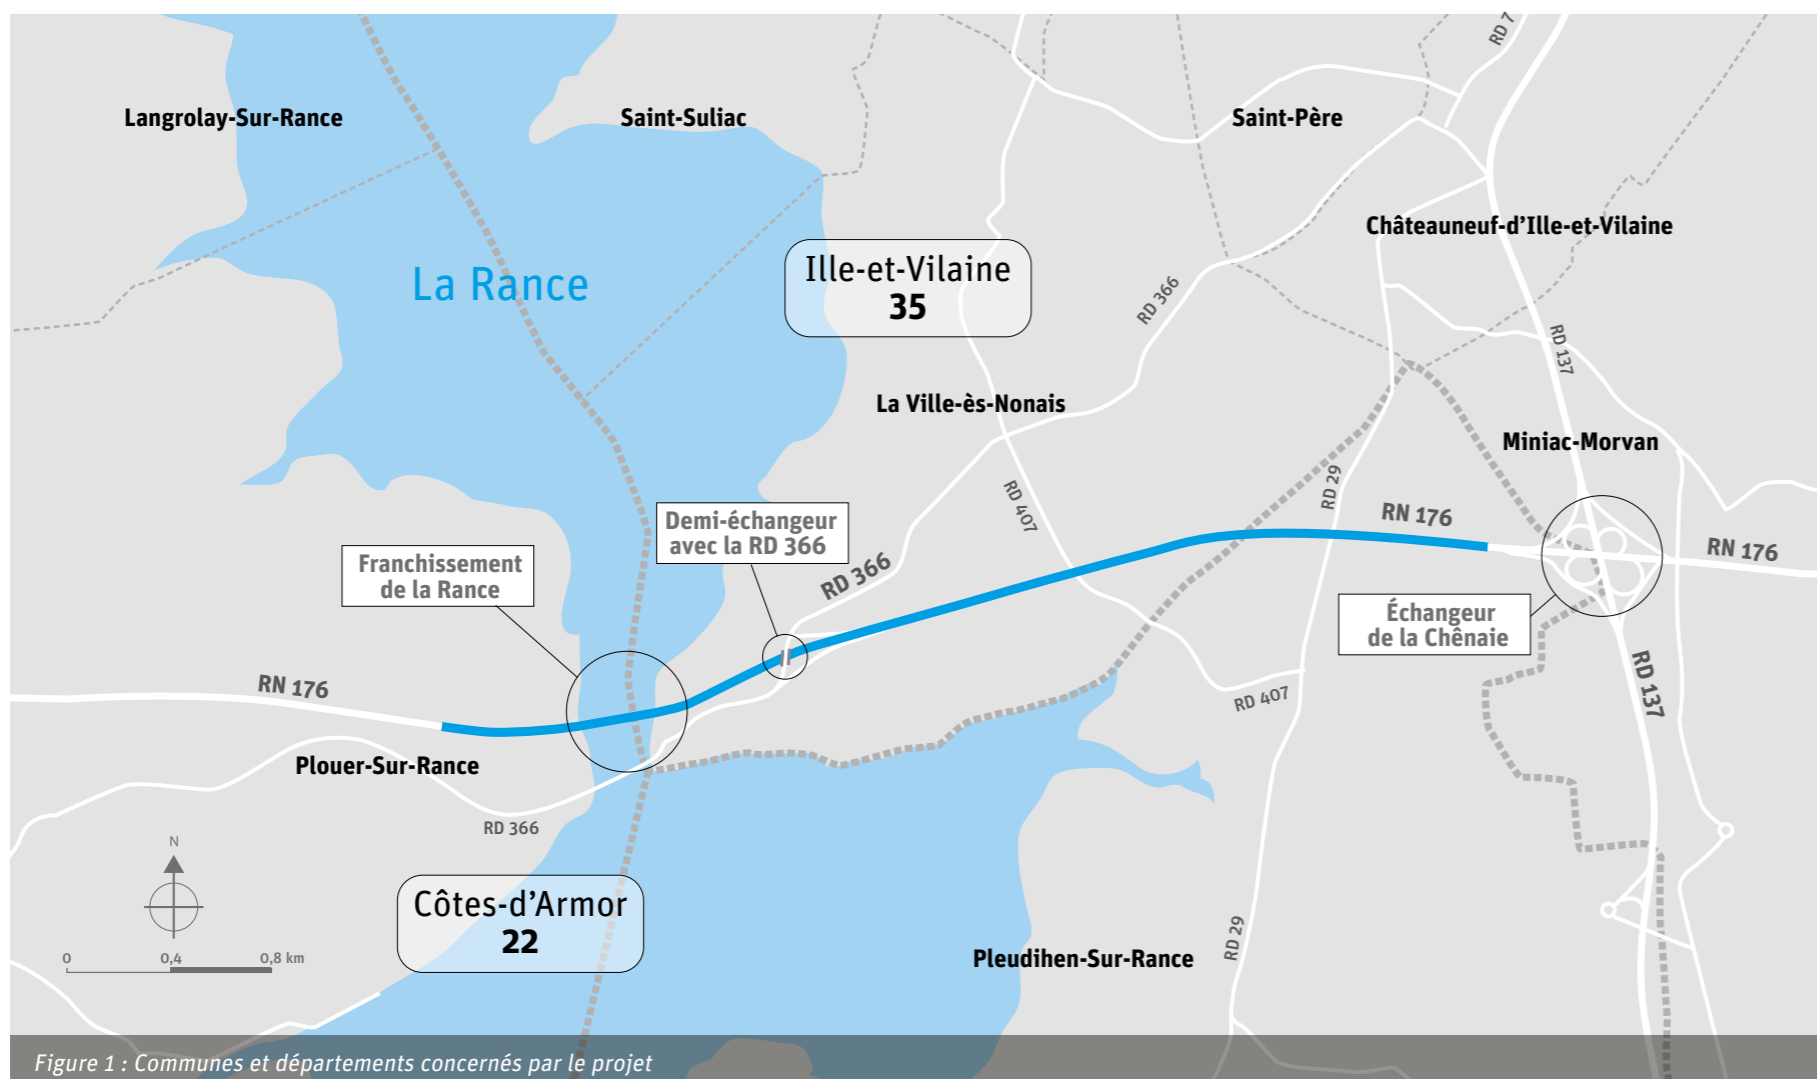 RD 7
Langrolay-Sur-Rance
Saint-Suliac
Saint-Père
Châteauneuf-d'Ille-et-Vilaine
La Rance
Ille-et-Vilaine
35
RD 366
RD 137
La Ville-ès-Nonais
Miniac-Morvan
RD 29
RD 407
Demi-échangeur
avec la RD 366
RN 176
RN 176
Franchissement
de la Rance
RD 366
Échangeur
de la Chênaie
RN 176
RD 407
RD 137
Plouer-Sur-Rance
RD 366
N
Côtes-d'Armor
22
RD 29
Pleudihen-Sur-Rance
0 0,4 0,8 km
Figure 1 : Communes et départements concernés par le projet